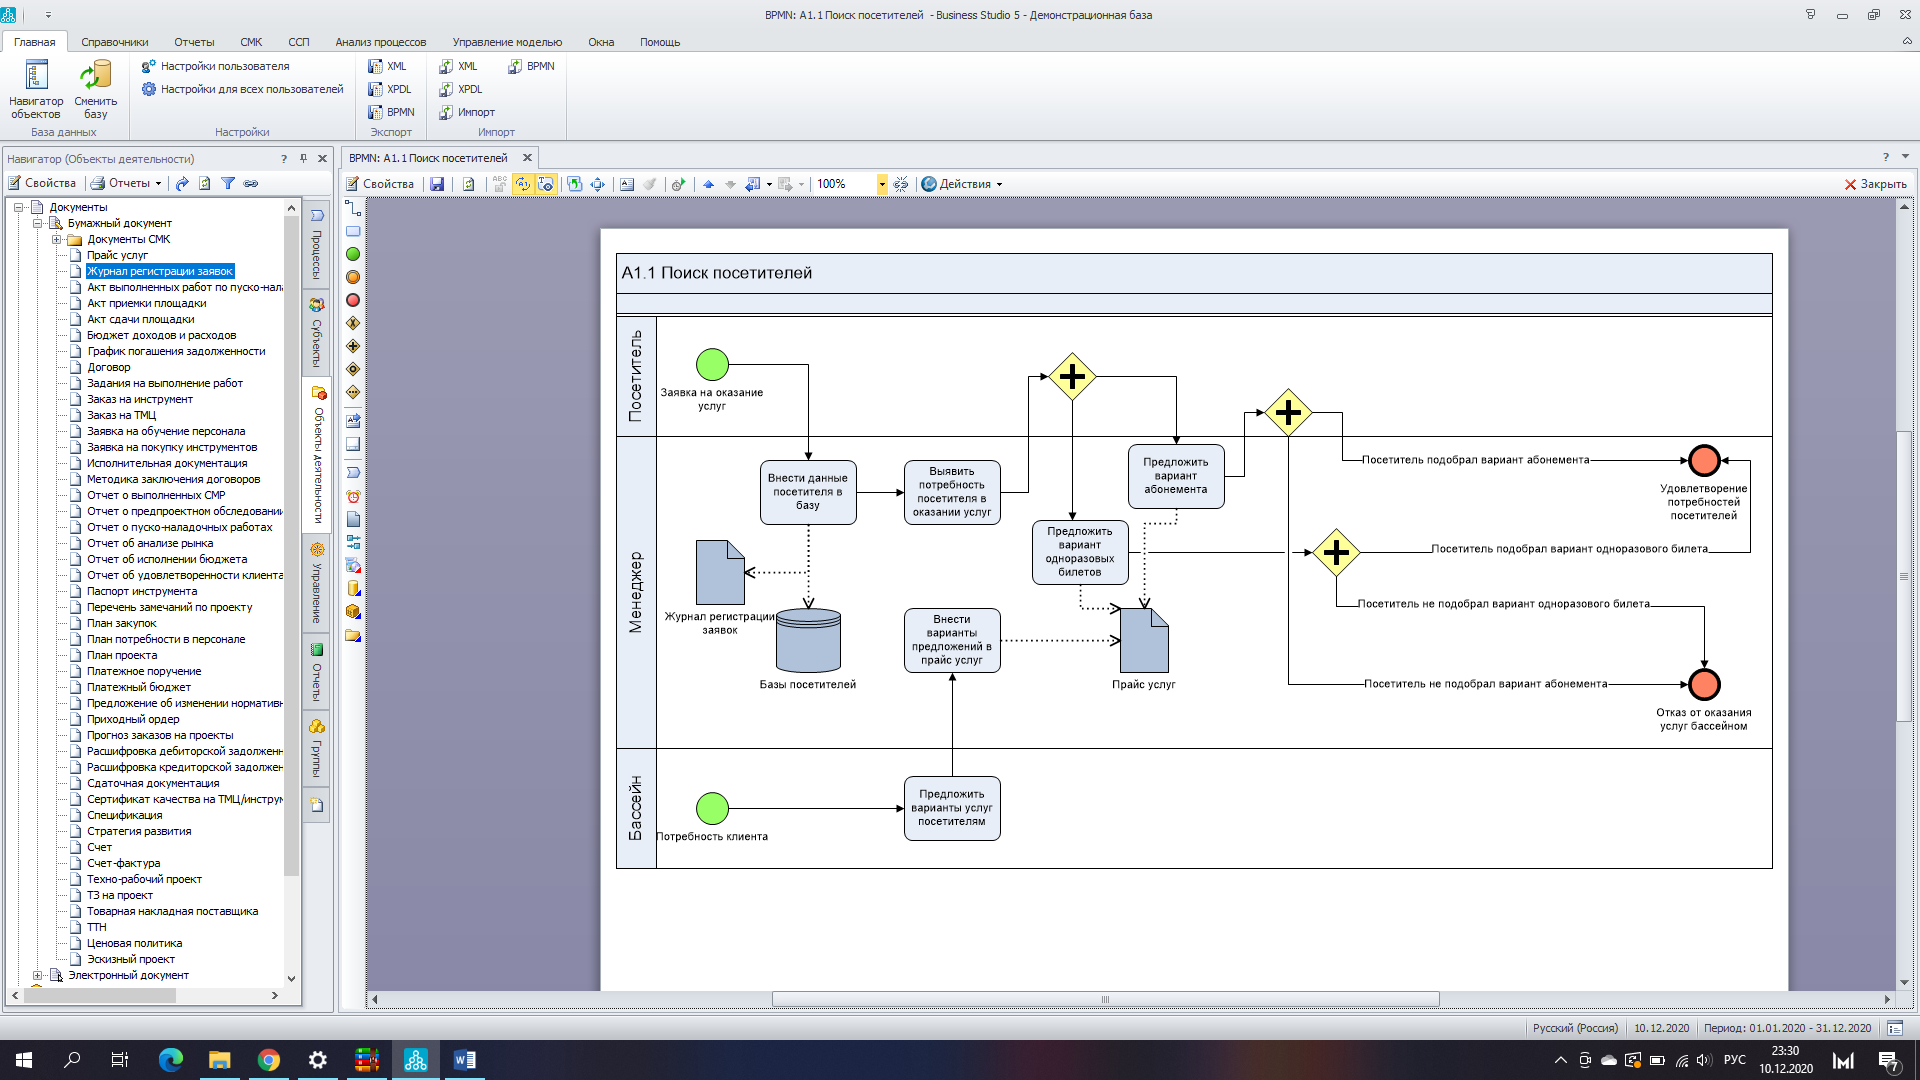 BPMN: A1.1 Поиск посетителей - Business Studio 5 - Демонстрационная база
Главная
Справочники
Отчеты
СМК
ССП
Анализ процессов
Управление моделью
Окна
Помощь
Навигатор объектов
Сменить базу
База данных
Настройки пользователя
Настройки для всех пользователей
Настройки
XML
XPDL
BPMN
Экспорт
XML
BPMN
XPDL
Импорт
Импорт
Навигатор (Объекты деятельности)
Свойства
Отчеты
Документы
Бумажный документ
Документы СМК
Прайс услуг
Журнал регистрации заявок
Акт выполненных работ по пуско-нала
Акт приемки площадки
Акт сдачи площадки
Бюджет доходов и расходов
График погашения задолженности
Договор
Задания на выполнение работ
Заказ на инструмент
Заказ на ТМЦ
Заявка на обучение персонала
Заявка на покупку инструментов
Исполнительная документация
Методика заключения договоров
Отчет о выполненных СМР
Отчет о предпроектном обследовании
Отчет о пуско-наладочных работах
Отчет об анализе рынка
Отчет об исполнении бюджета
Отчет об удовлетворенности клиента
Паспорт инструмента
Перечень замечаний по проекту
План закупок
План потребности в персонале
План проекта
Платежное поручение
Платежный бюджет
Предложение об изменении норматив
Приходный ордер
Прогноз заказов на проекты
Расшифровка дебиторской задолжен
Расшифровка кредиторской задолжен
Сдаточная документация
Сертификат качества на ТМЦ/инстру
Спецификация
Стратегия развития
Счет
Счет-фактура
Техно-рабочий проект
ТЗ на проект
Товарная накладная поставщика
ТТН
Ценовая политика
Эскизный проект
Электронный документ
Процессы
Субъекты
Объекты деятельности
Управление
Отчеты
Группы
BPMN: A1.1 Поиск посетителей
Свойства
ABC
100%
Действия
Закрыть
A1.1 Поиск посетителей
Посетитель
Заявка на оказание
услуг
Менеджер
Внести данные
посетителя в
базу
Выявить
потребность
посетителя в
оказании услуг
Предложить
вариант
абонемента
Предложить
вариант
одноразовых
билетов
Посетитель подобрал вариант абонемента
Удовлетворение
потребностей
посетителей
Посетитель подобрал вариант одноразового билета
Посетитель не подобрал вариант одноразового билета
Журнал регистрации
заявок
Базы посетителей
Внести
варианты
предложений в
прайс услуг
Прайс услуг
Посетитель не подобрал вариант абонемента
Отказ от оказания
услуг бассейном
Бассейн
Потребность клиента
Предложить
варианты услуг
посетителям
Русский (Россия)
10.12.2020
Период: 01.01.2020 - 31.12.2020
РУС
23:30
10.12.2020
7